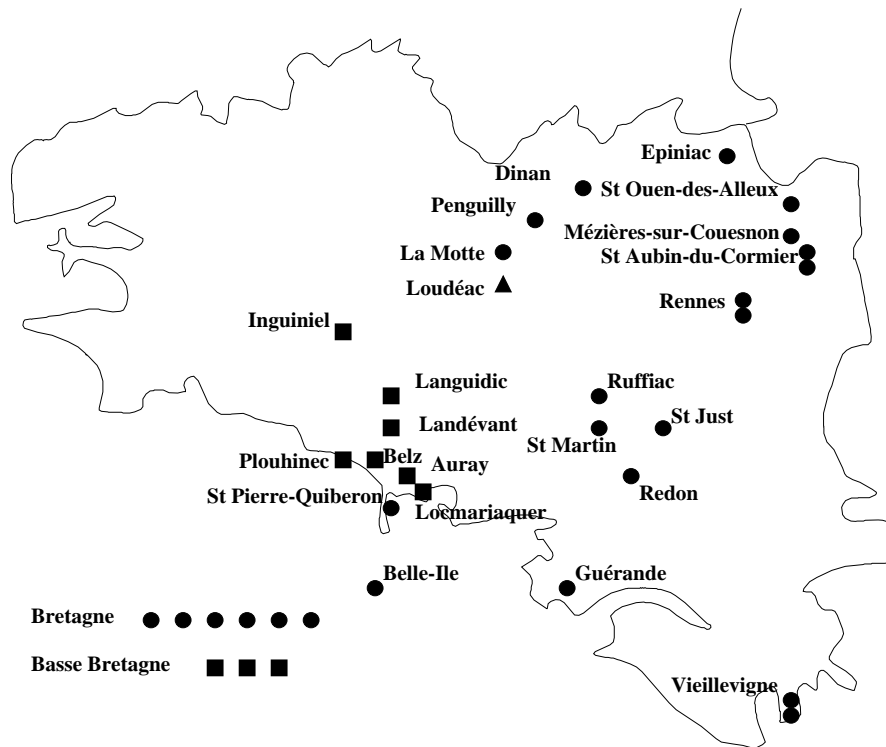 Epiniac
Dinan
St Ouen-des-Alleux
Penguilly
Mézières-sur-Couesnon
La Motte
St Aubin-du-Cormier
Loudéac
Rennes
Inguiniel
Languidic
Ruffiac
Landévant
St Just
St Martin
Plouhinec
Belz
Auray
St Pierre-Quiberon
Redon
Locmariaquer
Belle-Ile
Guérande
Bretagne
Basse Bretagne
Vieillevigne